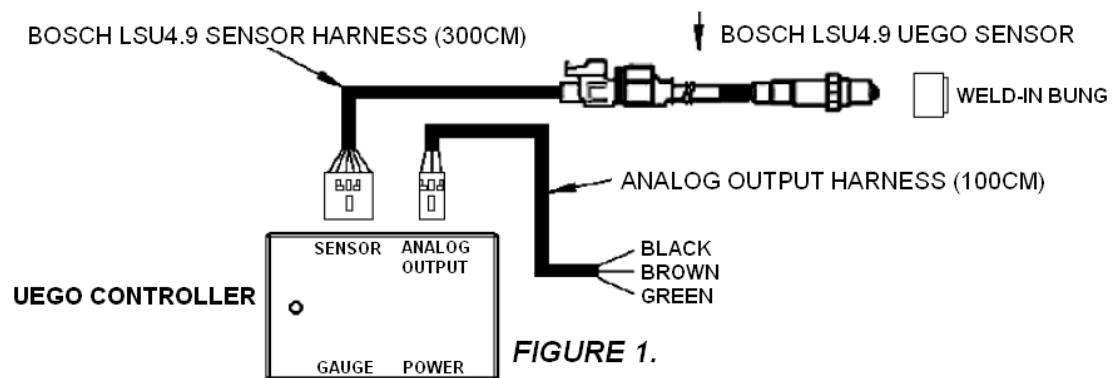 BOSCH LSU4.9 SENSOR HARNESS (300CM)
BOSCH LSU4.9 UEGO SENSOR
WELD-IN BUNG
ANALOG OUTPUT HARNESS (100CM)
SENSOR
ANALOG
OUTPUT
BLACK
BROWN
GREEN
UEGO CONTROLLER
GAUGE
POWER
FIGURE 1.